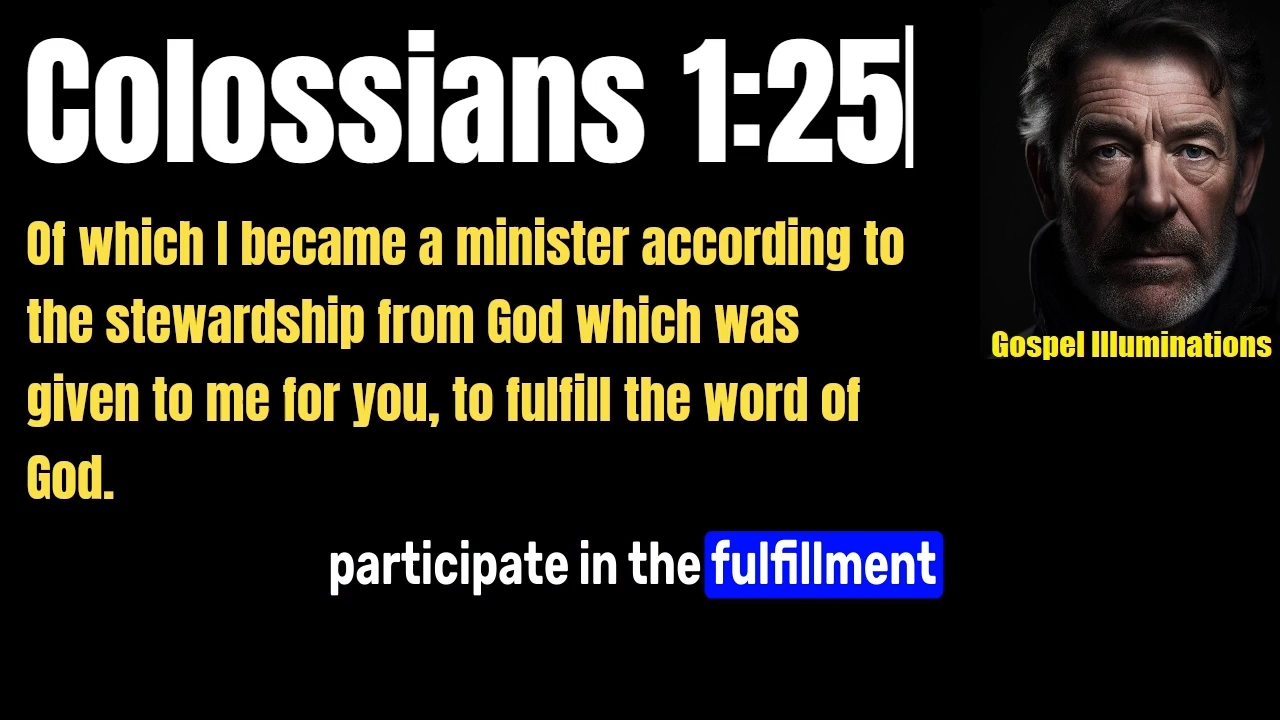 Colossians 1:25
Of which I became a minister according to
the stewardship from God which was
given to me for you, to fulfill the word of
God.
Gospel Illuminations
participate in the fulfillment